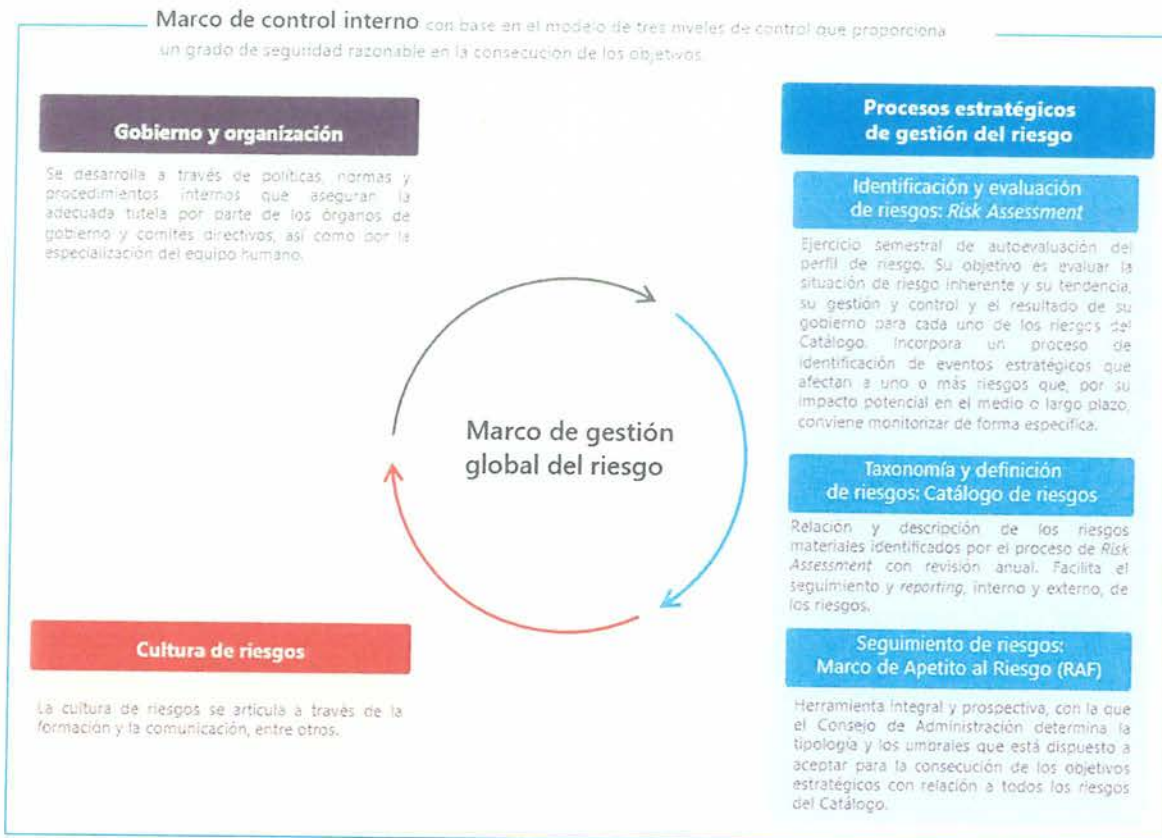 Marco de control interno con base en el modelo de tres niveles de control que proporciona
un grado de seguridad razonable en la consecución de los objetivos.
Gobierno y organización
Se desarrolla a través de políticas, normas y
procedimientos internos que aseguran la
adecuada tutela por parte de los órganos de
gobierno y comités directivos, así como por la
especialización del equipo humano.
Marco de gestión
global del riesgo
Cultura de riesgos
La cultura de riesgos se articula a través de la
formación y la comunicación, entre otros.
Procesos estratégicos
de gestión del riesgo
Identificación y evaluación
de riesgos: Risk Assessment
Ejercicio semestral de autoevaluación del
perfil de riesgo. Su objetivo es evaluar la
situación de riesgo inherente y su tendencia,
su gestión y control y el resultado de su
gobierno para cada uno de los riesgos del
Catálogo. Incorpora un proceso de
identificación de eventos estratégicos que
afectan a uno o más riesgos que, por su
impacto potencial en el medio o largo plazo,
conviene monitorizar de forma específica.
Taxonomía y definición
de riesgos: Catálogo de riesgos
Relación y descripción de los riesgos
materiales identificados por el proceso de Risk
Assessment con revisión anual. Facilita el
seguimiento y reporting, interno y externo, de
los riesgos.
Seguimiento de riesgos:
Marco de Apetito al Riesgo (RAF)
Herramienta integral y prospectiva, con la que
el Consejo de Administración determina la
tipología y los umbrales que está dispuesto a
aceptar para la consecución de los objetivos
estratégicos con relación a todos los riesgos
del Catálogo.